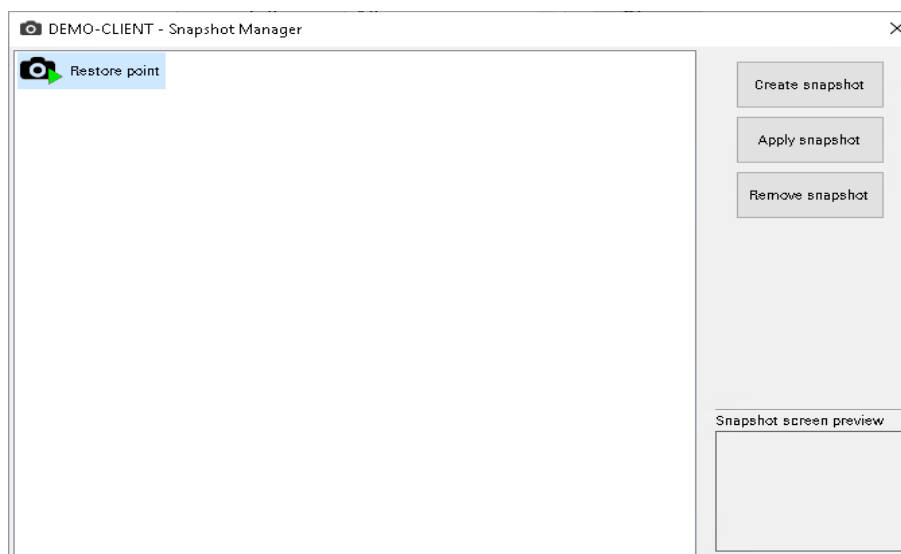 DEMO-CLIENT - Snapshot Manager
Restore point
Create snapshot
Apply snapshot
Remove snapshot
Snapshot screen preview